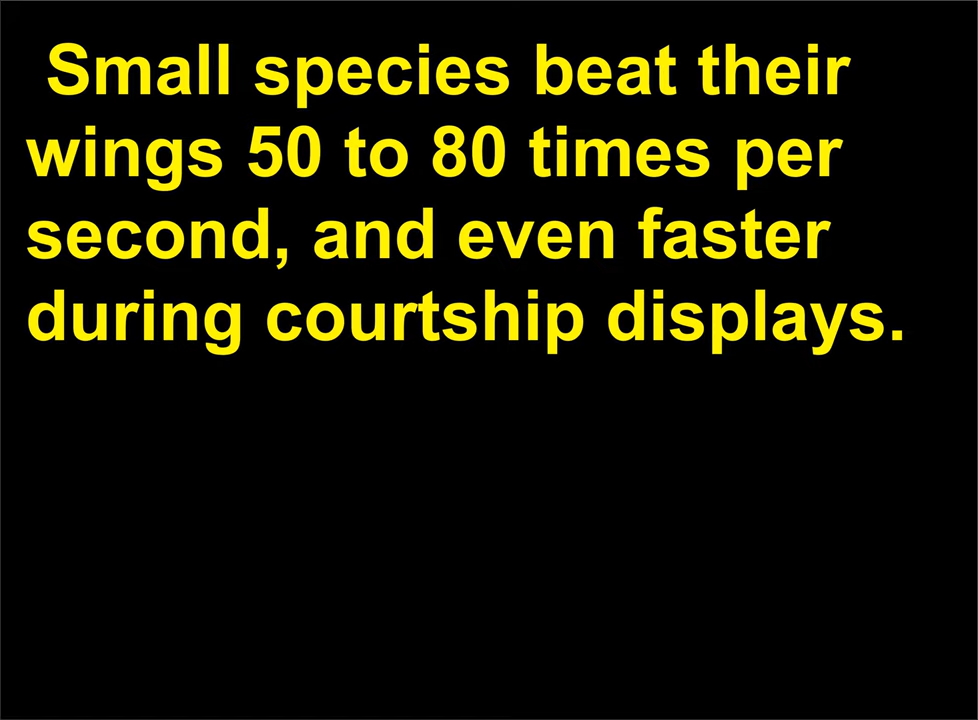 Small species beat their
wings 50 to 80 times per
second, and even faster
during courtship displays.